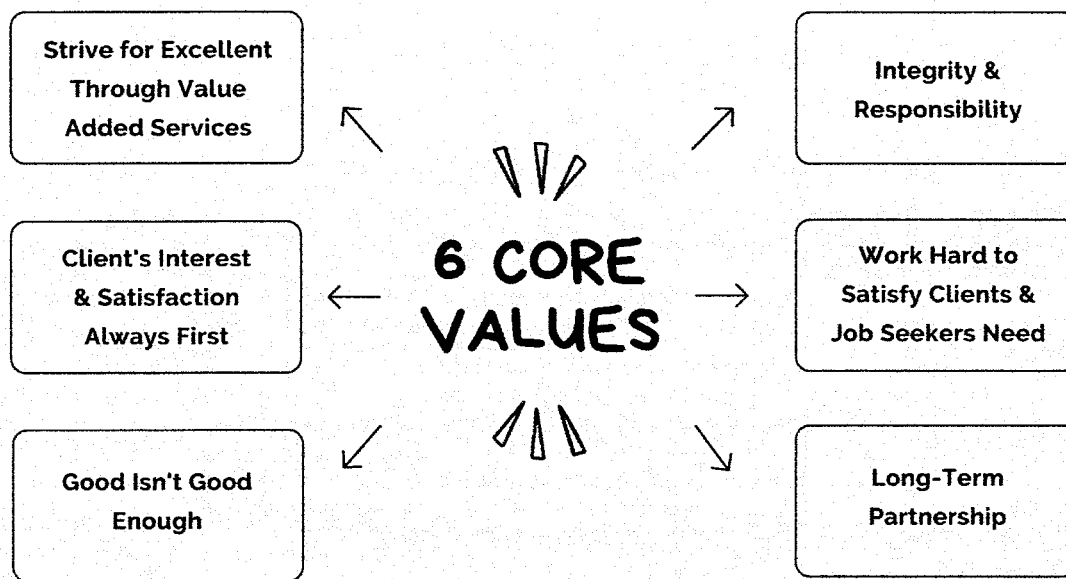 Strive for Excellent
Through Value
Added Services
Client's Interest
& Satisfaction
Always First
Good Isn't Good
Enough
6 CORE
VALUES
Integrity &
Responsibility
Work Hard to
Satisfy Clients &
Job Seekers Need
Long-Term
Partnership